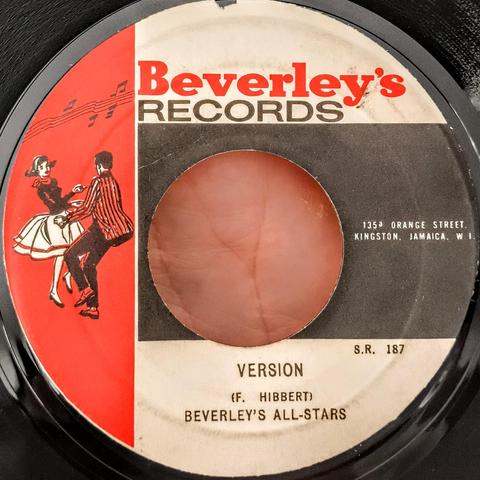 Beverley's
RECORDS
135ª ORANGE STREET.
KINGSTON, JAMAICA, W I.
S.R. 187
VERSION
(F. HIBBERT)
BEVERLEY'S ALL-STARS